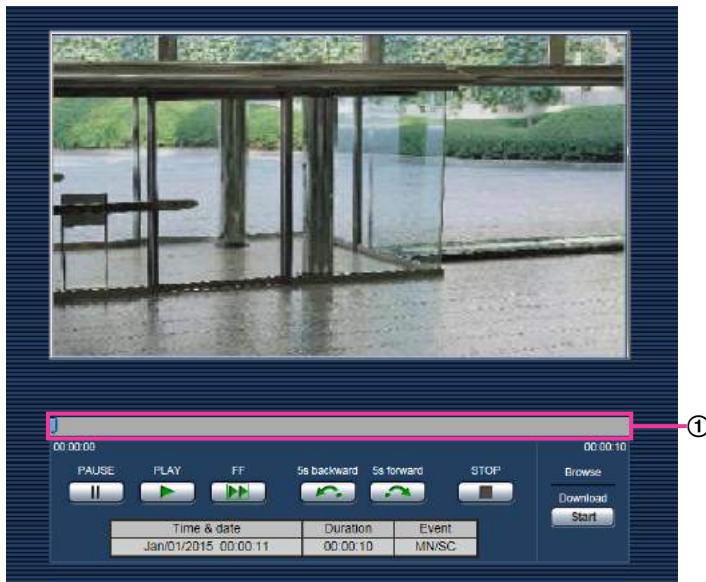 ①
00:00:00 00:00:10
PAUSE PLAY FF 5s backward 5s forward STOP Browse
Download
Start
Time & date Duration Event
Jan/01/2015 00:00:11 00:00:10 MN/SC